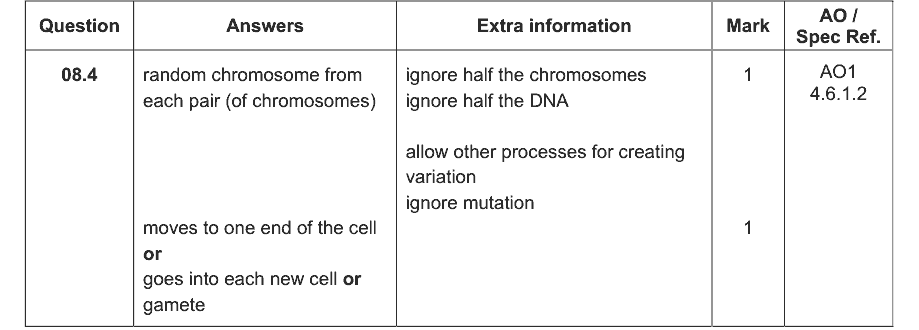 Question Answers Extra information Mark AO /
Spec Ref.
08.4 random chromosome from ignore half the chromosomes 1 AO1
each pair (of chromosomes) ignore half the DNA 4.6.1.2
allow other processes for creating
variation
ignore mutation
moves to one end of the cell 1
or
goes into each new cell or
gamete